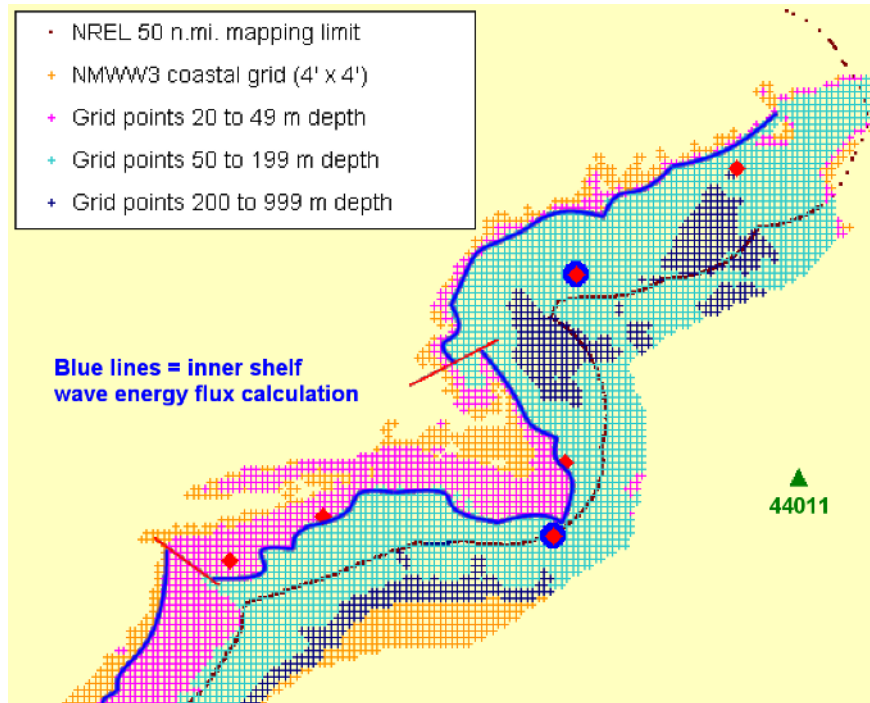 NREL 50 n.mi. mapping limit
NMWW3 coastal grid (4' x 4')
Grid points 20 to 49 m depth
Grid points 50 to 199 m depth
Grid points 200 to 999 m depth
Blue lines = inner shelf
wave energy flux calculation
44011